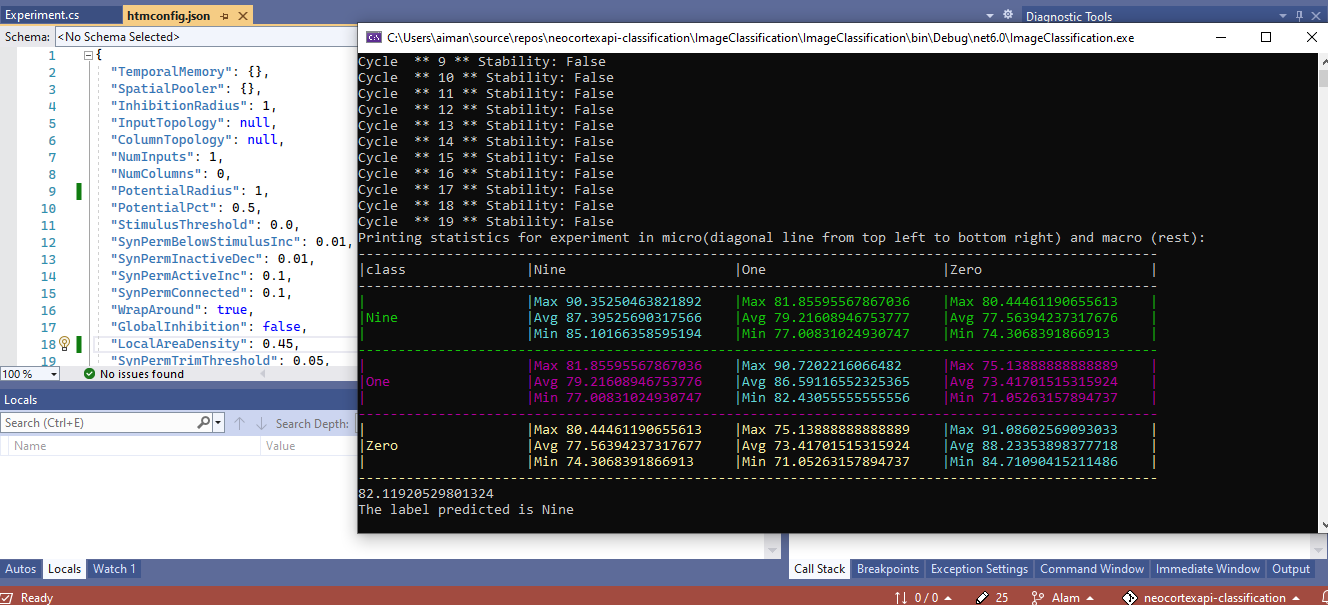 Experiment.cs
htmconfig.json
Diagnostic Tools
Schema: <No Schema Selected>
1 {
2 "TemporalMemory": {},
3 "SpatialPooler": {},
4 "InhibitionRadius": 1,
5 "InputTopology": null,
6 "ColumnTopology": null,
7 "NumInputs": 1,
8 "NumColumns": 0,
9 "PotentialRadius": 1,
10 "PotentialPct": 0.5,
11 "StimulusThreshold": 0.0,
12 "SynPermBelowStimulusInc": 0.01,
13 "SynPermInactiveDec": 0.01,
14 "SynPermActiveInc": 0.1,
15 "SynPermConnected": 0.1,
16 "WrapAround": true,
17 "GlobalInhibition": false,
18 "LocalAreaDensity": 0.45,
19 "SynPermTrimThreshold": 0.05,
100 % No issues found
Locals
Search (Ctrl+E) Search Depth:
Name Value
C:\Users\aiman\source\repos\neocortexapi-classification\ImageClassification\ImageClassification\bin\Debug\net6.0\ImageClassification.exe
Cycle ** 9 ** Stability: False
Cycle ** 10 ** Stability: False
Cycle ** 11 ** Stability: False
Cycle ** 12 ** Stability: False
Cycle ** 13 ** Stability: False
Cycle ** 14 ** Stability: False
Cycle ** 15 ** Stability: False
Cycle ** 16 ** Stability: False
Cycle ** 17 ** Stability: False
Cycle ** 18 ** Stability: False
Cycle ** 19 ** Stability: False
Printing statistics for experiment in micro(diagonal line from top left to bottom right) and macro (rest):
|class |Nine |One |Zero |
| |Max 90.35250463821892 |Max 81.85595567867036 |Max 80.44461190655613 |
|Nine |Avg 87.39525690317566 |Avg 79.21608946753777 |Avg 77.56394237317676 |
| |Min 85.10166358595194 |Min 77.00831024930747 |Min 74.3068391866913 |
| |Max 81.85595567867036 |Max 90.7202216066482 |Max 75.13888888888889 |
|One |Avg 79.21608946753776 |Avg 86.59116552325365 |Avg 73.41701515315924 |
| |Min 77.00831024930747 |Min 82.43055555555556 |Min 71.05263157894737 |
| |Max 80.44461190655613 |Max 75.13888888888889 |Max 91.08602569093033 |
|Zero |Avg 77.56394237317677 |Avg 73.41701515315924 |Avg 88.23353898377718 |
| |Min 74.3068391866913 |Min 71.05263157894737 |Min 84.71090415211486 |
82.11920529801324
The label predicted is Nine
Autos Locals Watch 1
Call Stack Breakpoints Exception Settings Command Window Immediate Window Output
Ready 0 / 0 25 Alam neocortexapi-classification